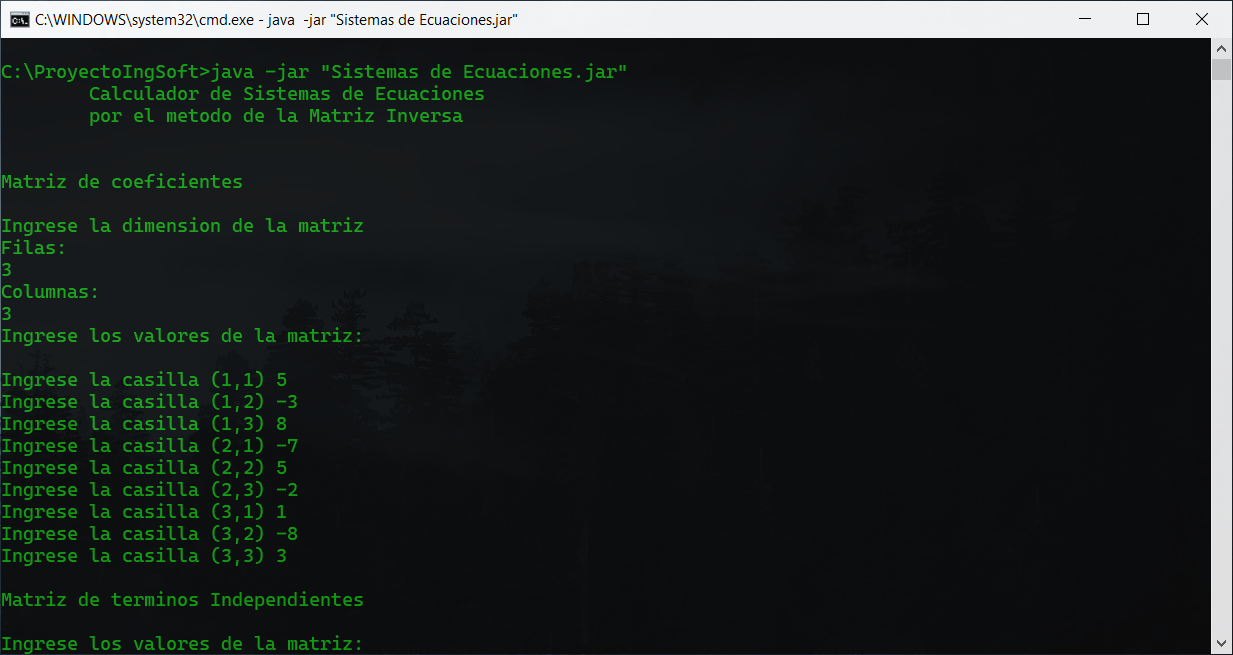 C:\WINDOWS\system32\cmd.exe - java -jar "Sistemas de Ecuaciones.jar"
C:\ProyectoIngSoft>java -jar "Sistemas de Ecuaciones.jar"
Calculador de Sistemas de Ecuaciones
por el metodo de la Matriz Inversa
Matriz de coeficientes
Ingrese la dimension de la matriz
Filas:
3
Columnas:
3
Ingrese los valores de la matriz:
Ingrese la casilla (1,1) 5
Ingrese la casilla (1,2) -3
Ingrese la casilla (1,3) 8
Ingrese la casilla (2,1) -7
Ingrese la casilla (2,2) 5
Ingrese la casilla (2,3) -2
Ingrese la casilla (3,1) 1
Ingrese la casilla (3,2) -8
Ingrese la casilla (3,3) 3
Matriz de terminos Independientes
Ingrese los valores de la matriz: